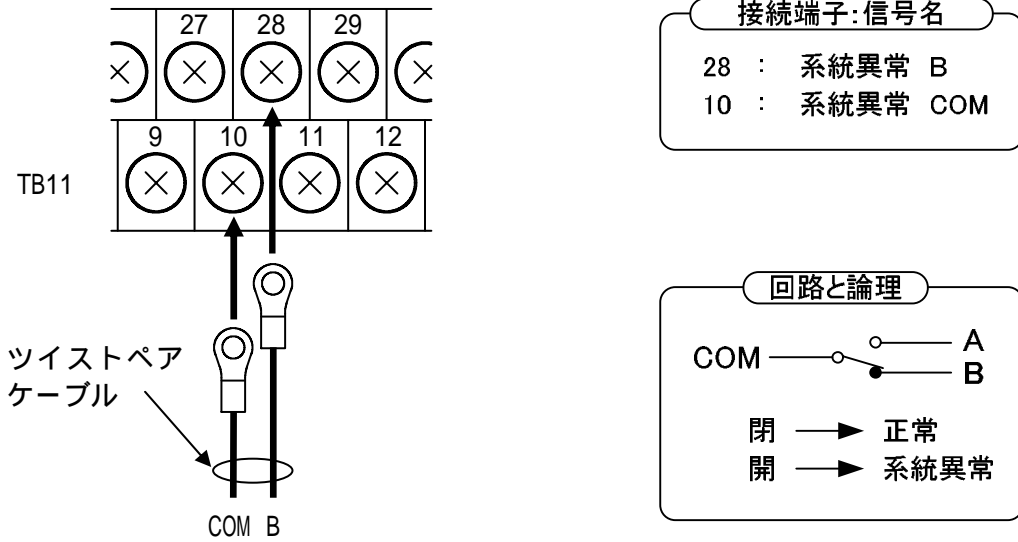 27 28 29
9 10 11 12
TB11
ツイストペア
ケーブル
COM B
接続端子:信号名
28 : 系統異常 B
10 : 系統異常 COM
回路と論理
A
COM
B
閉 → 正常
開 → 系統異常